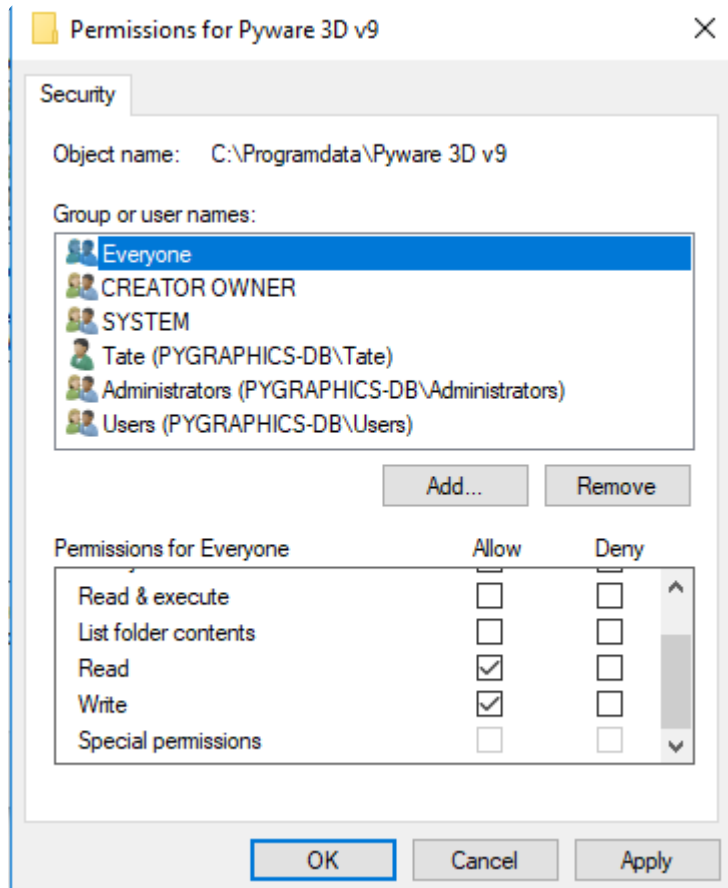 Permissions for Pyware 3D v9
Security
Object name: C:\Programdata\Pyware 3D v9
Group or user names:
Everyone
CREATOR OWNER
SYSTEM
Tate (PYGRAPHICS-DB\Tate)
Administrators (PYGRAPHICS-DB\Administrators)
Users (PYGRAPHICS-DB\Users)
Add... Remove
Permissions for Everyone Allow Deny
Read & execute
List folder contents
Read
Write
Special permissions
OK Cancel Apply